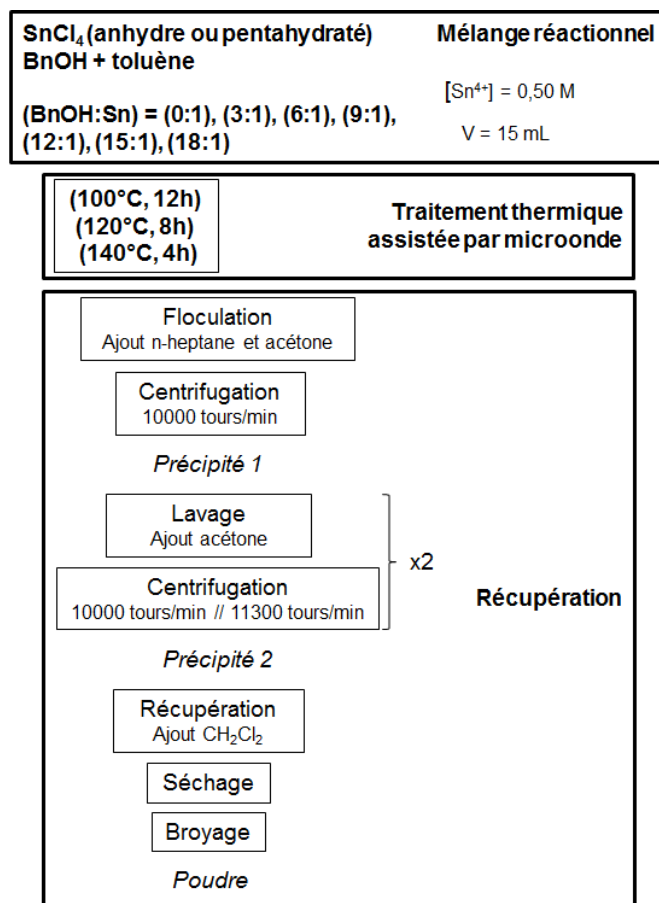 SnCl4 (anhydre ou pentahydraté)
BnOH + toluène
(BnOH:Sn) = (0:1), (3:1), (6:1), (9:1),
(12:1), (15:1), (18:1)
Mélange réactionnel
[Sn4+] = 0,50 M
V = 15 mL
(100°C, 12h)
(120°C, 8h)
(140°C, 4h)
Traitement thermique
assistée par microonde
Floculation
Ajout n-heptane et acétone
Centrifugation
10000 tours/min
Précipité 1
Lavage
Ajout acétone
x2
Centrifugation
10000 tours/min // 11300 tours/min
Récupération
Précipité 2
Récupération
Ajout CH2Cl2
Séchage
Broyage
Poudre